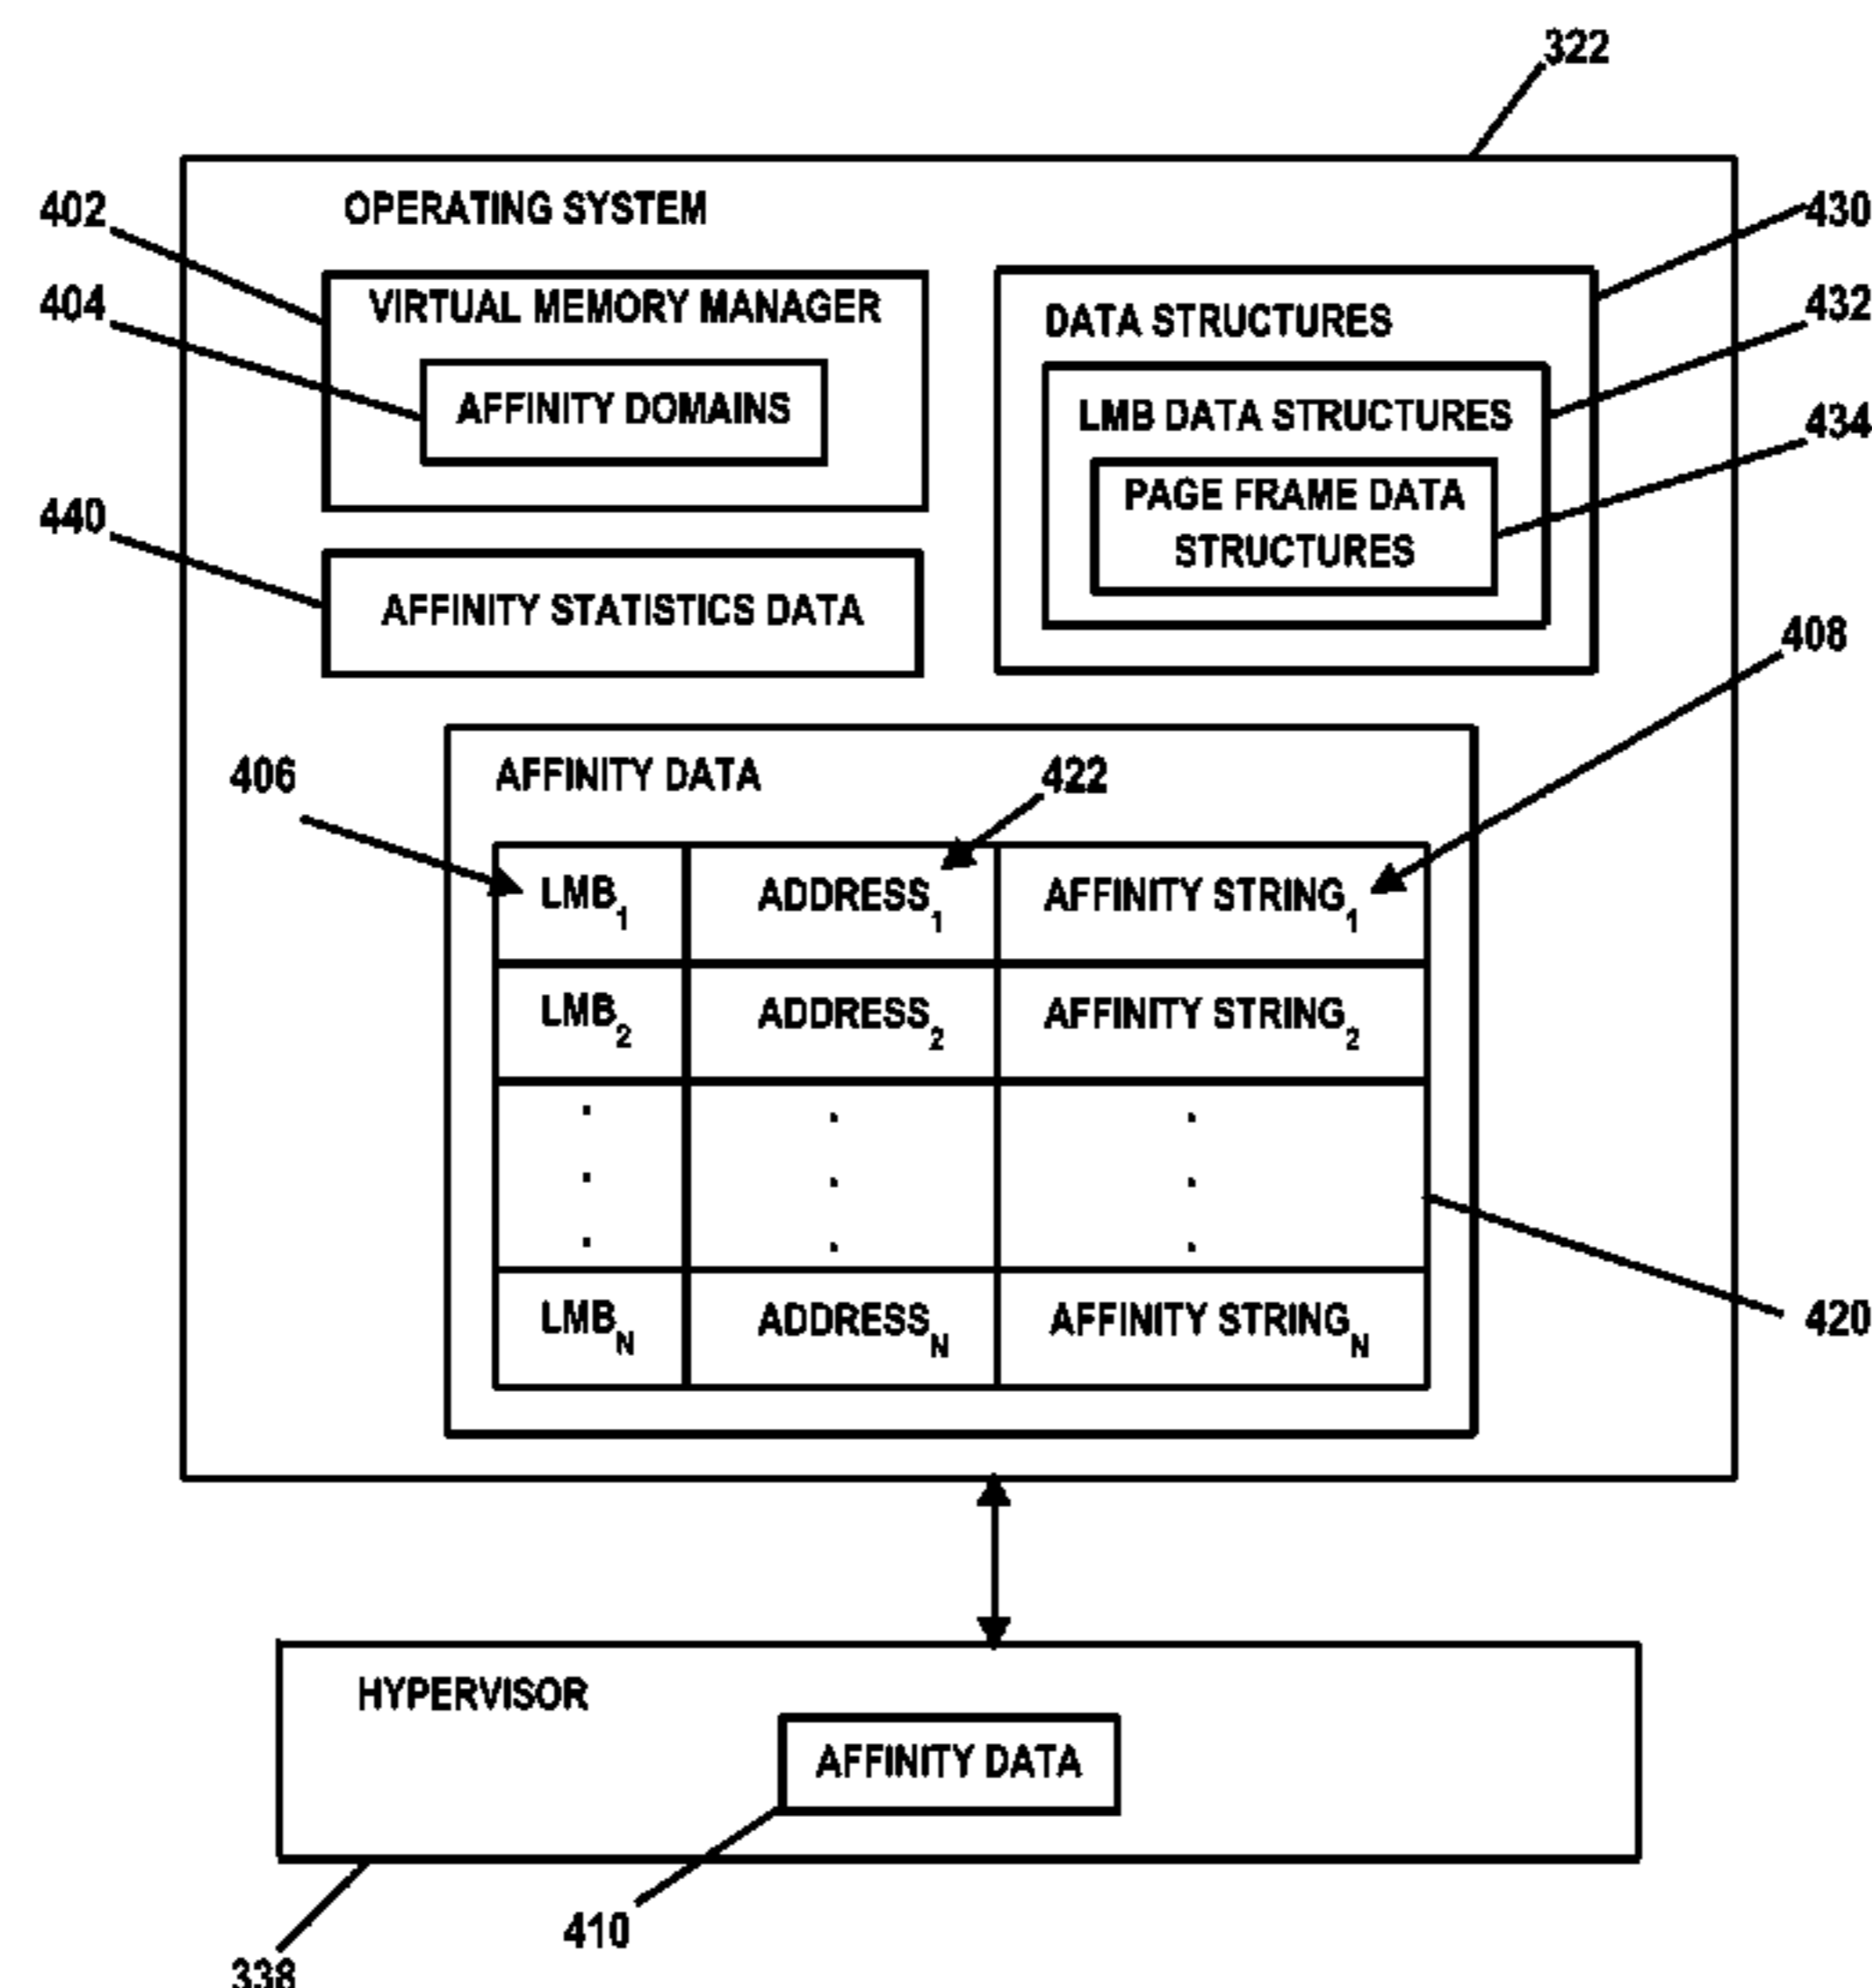 322
402
OPERATING SYSTEM
430
404
VIRTUAL MEMORY MANAGER
DATA STRUCTURES
432
AFFINITY DOMAINS
LMB DATA STRUCTURES
434
440
PAGE FRAME DATA
STRUCTURES
AFFINITY STATISTICS DATA
408
406
AFFINITY DATA
422
LMB1 ADDRESS1 AFFINITY STRING1
LMB2 ADDRESS2 AFFINITY STRING2
. . .
. . .
. . .
LMBN ADDRESSN AFFINITY STRINGN
420
HYPERVISOR
AFFINITY DATA
410
338